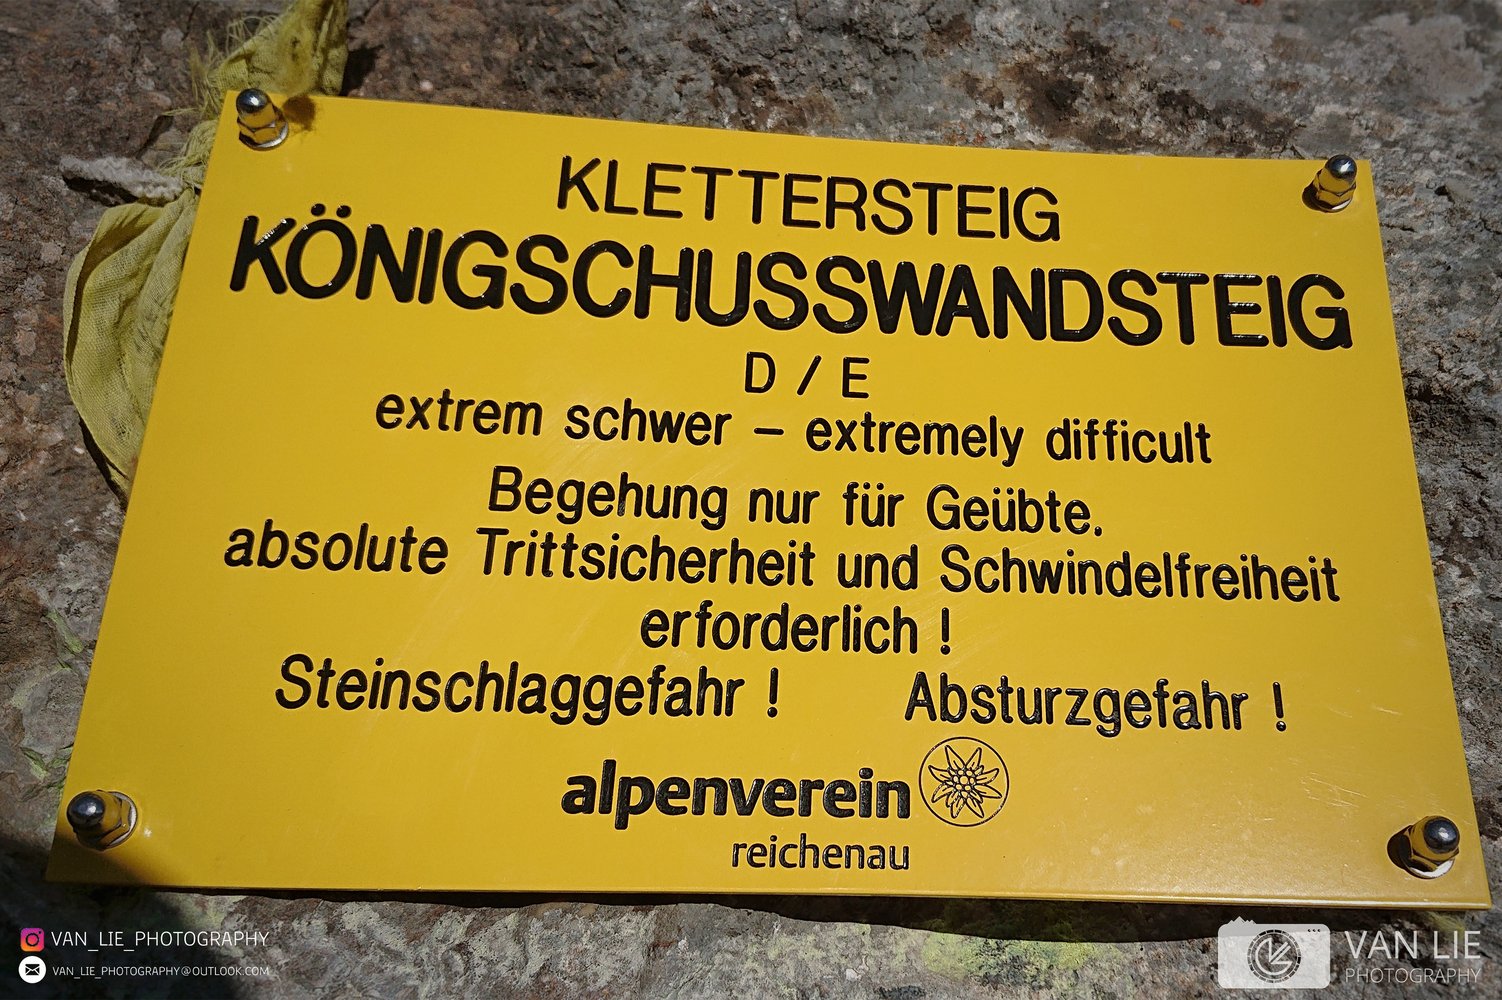 KLETTERSTEIG
KÖNIGSCHUSSWANDSTEIG
D / E
extrem schwer – extremely difficult
Begehung nur für Geübte,
absolute Trittsicherheit und Schwindelfreiheit
erforderlich !
Steinschlaggefahr ! Absturzgefahr !
alpenverein
reichenau
VAN_LIE_PHOTOGRAPHY
VAN_LIE_PHOTOGRAPHY@OUTLOOK.COM
VAN LIE
PHOTOGRAPHY